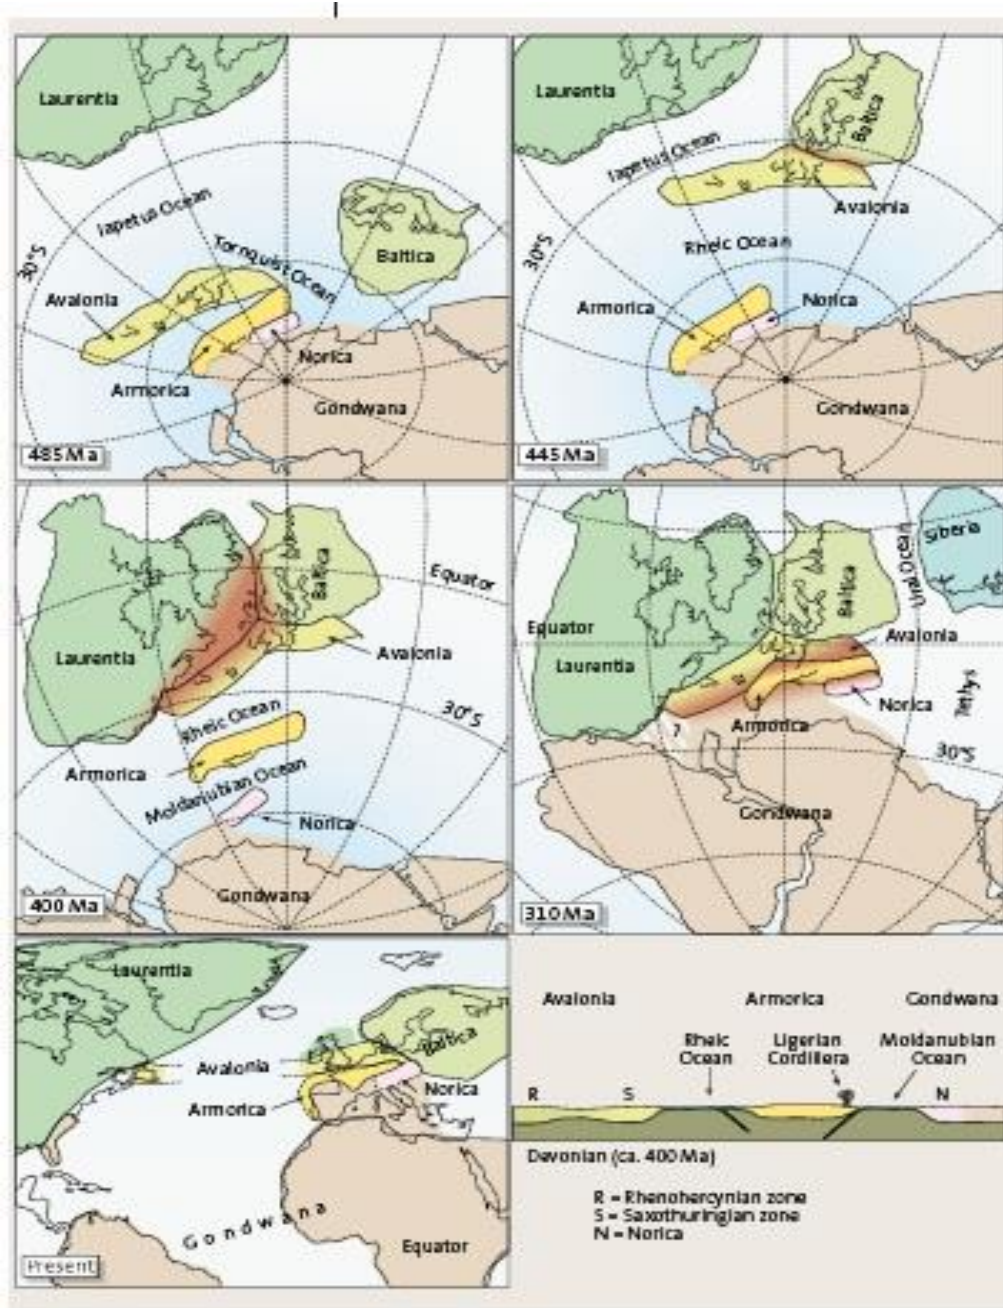 Laurentia
Iapetus Ocean
Tornquist Ocean
Baltica
30°S
Avalonia
Armorica
Norica
Gondwana
485 Ma
Laurentia
Baltica
Iapetus Ocean
Avalonia
30°S
Rheic Ocean
Armorica
Norica
Gondwana
445 Ma
Baltica
Equator
Laurentia
Avalonia
30°S
Rheic Ocean
Armorica
Moldanubian Ocean
Norica
Gondwana
400 Ma
Siberia
Ural Ocean
Baltica
Equator
Avalonia
Laurentia
Norica
Tethys
Armorica
?
30°S
Gondwana
310 Ma
Laurentia
Baltica
Avalonia
Norica
Armorica
Gondwana
Equator
Present
Avalonia Armorica Gondwana
Rheic Ligerian Moldanubian
Ocean Cordillera Ocean
R S N
Devonian (ca. 400 Ma)
R = Rhenohercynian zone
S = Saxothuringian zone
N = Norica